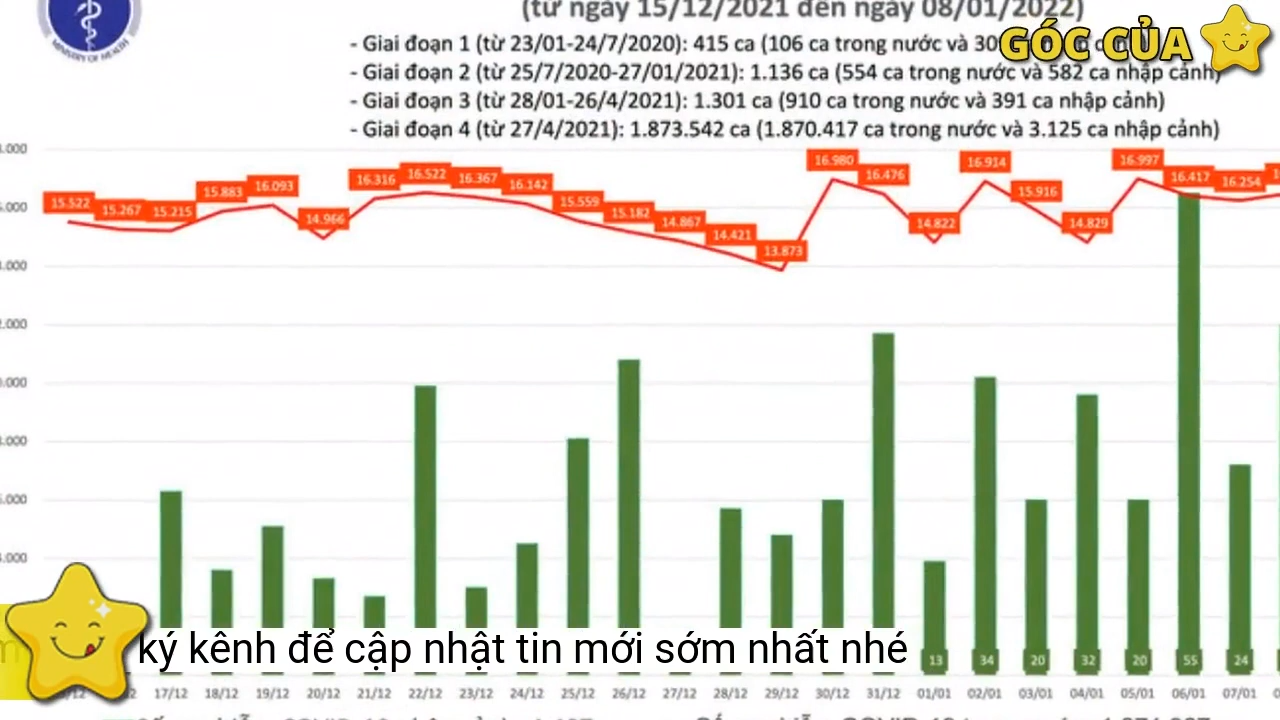 (từ ngày 15/12/2021 đến ngày 08/01/2022)
MINISTRY OF HEALTH
- Giai đoạn 1 (từ 23/01-24/7/2020): 415 ca (106 ca trong nước và
GÓC CỦA
- Giai đoạn 2 (từ 25/7/2020-27/01/2021): 1.136 ca (554 ca trong nước và 582 ca nhập cảnh)
- Giai đoạn 3 (từ 28/01-26/4/2021): 1.301 ca (910 ca trong nước và 391 ca nhập cảnh)
- Giai đoạn 4 (từ 27/4/2021): 1.873.542 ca (1.870.417 ca trong nước và 3.125 ca nhập cảnh)
15.522 15.267 15.215 15.883 16.093 14.966 16.316 16.522 16.367 16.142 15.559 15.182 14.867 14.421 13.873 16.980 16.476 14.822 16.914 15.916 14.829 16.997 16.417 16.254
ký kênh để cập nhật tin mới sớm nhất nhé
13 34 20 32 20 55 24
17/12 18/12 19/12 20/12 21/12 22/12 23/12 24/12 25/12 26/12 27/12 28/12 29/12 30/12 31/12 01/01 02/01 03/01 04/01 05/01 06/01 07/01